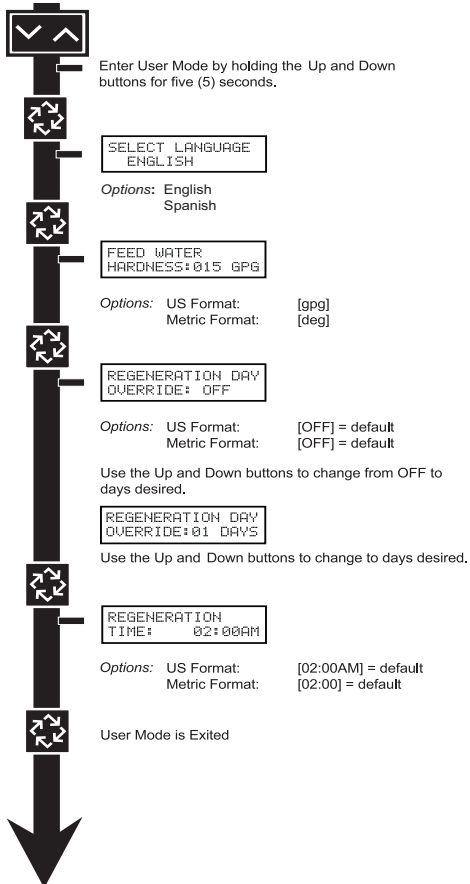 Enter User Mode by holding the Up and Down
buttons for five (5) seconds.
SELECT LANGUAGE
ENGLISH
Options: English
Spanish
FEED WATER
HARDNESS:015 GPG
Options: US Format: [gpg]
Metric Format: [deg]
REGENERATION DAY
OVERRIDE: OFF
Options: US Format: [OFF] = default
Metric Format: [OFF] = default
Use the Up and Down buttons to change from OFF to
days desired.
REGENERATION DAY
OVERRIDE:01 DAYS
Use the Up and Down buttons to change to days desired.
REGENERATION
TIME: 02:00AM
Options: US Format: [02:00AM] = default
Metric Format: [02:00] = default
User Mode is Exited